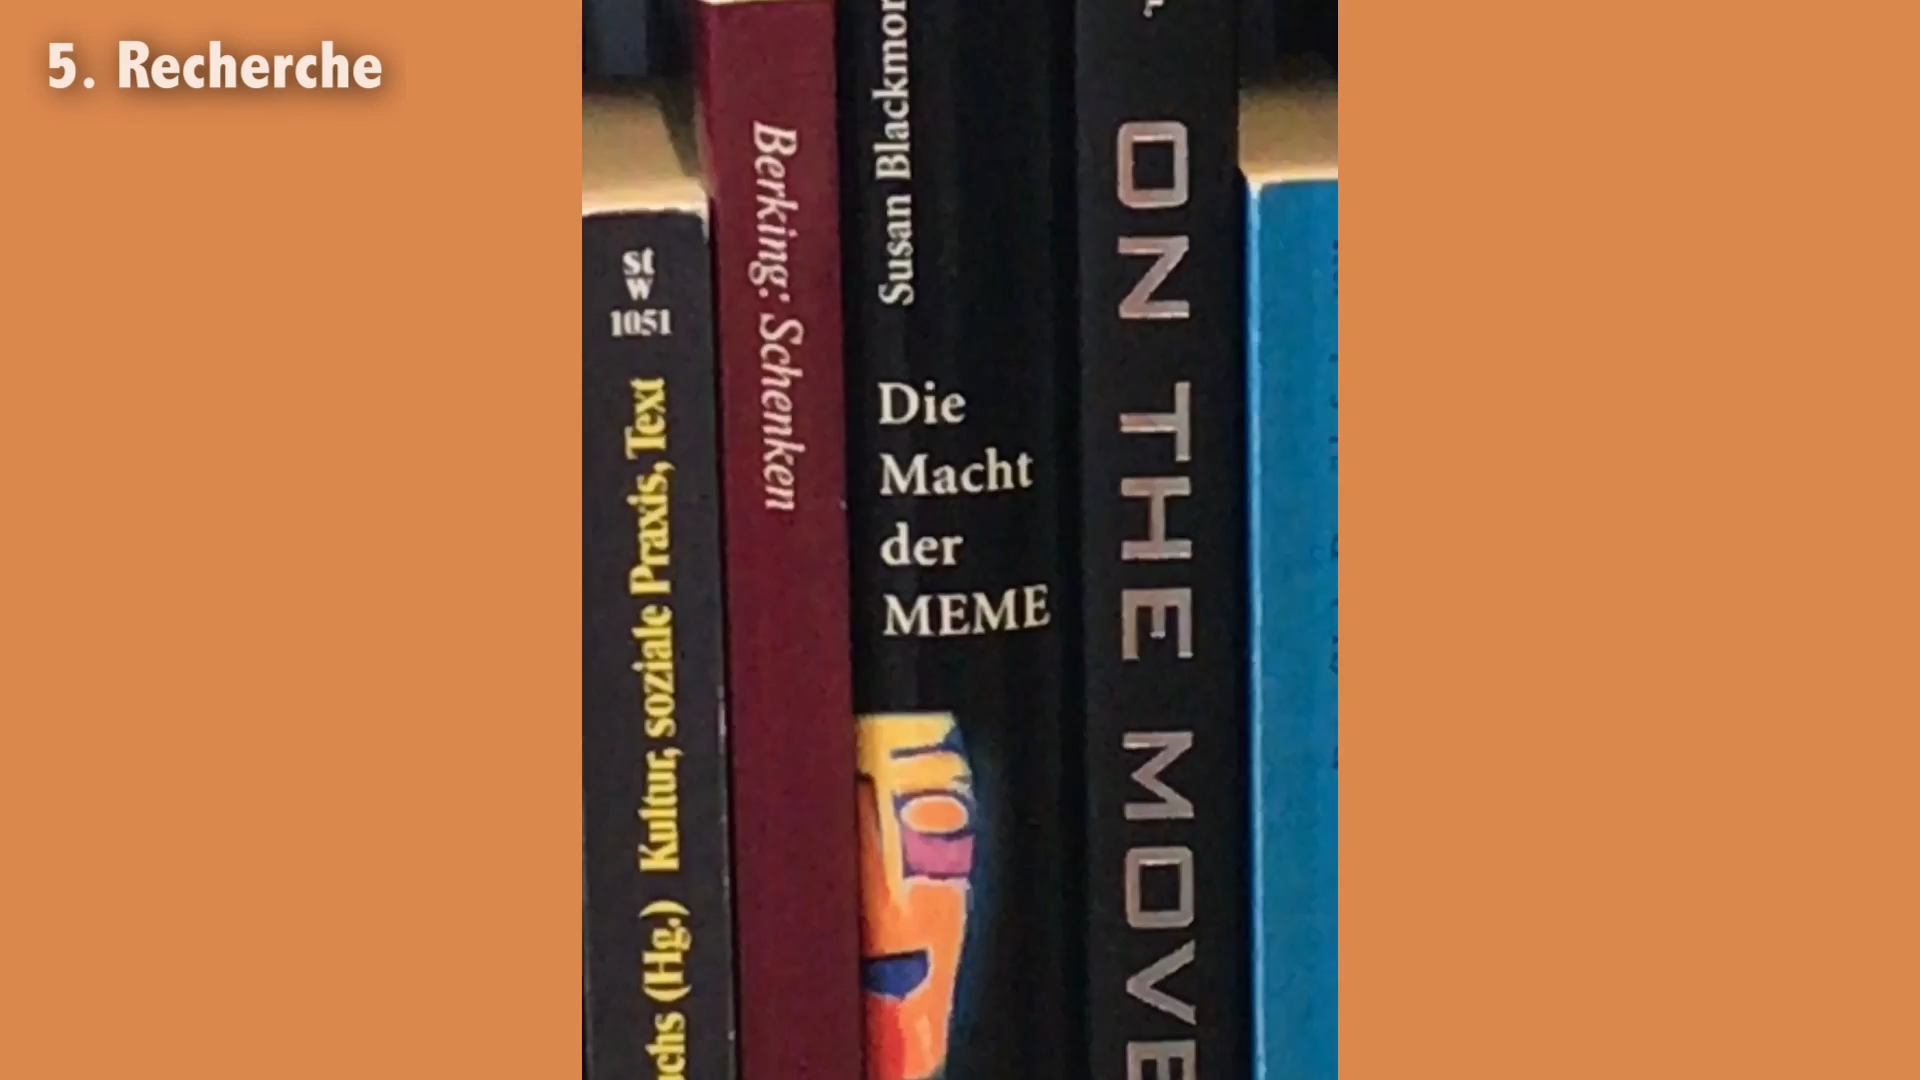 5. Recherche
st
w
1051
uchs (Hg.) Kultur, soziale Praxis, Text
Berking: Schenken
Susan Blackmor
Die
Macht
der
MEME
ON THE MOVE